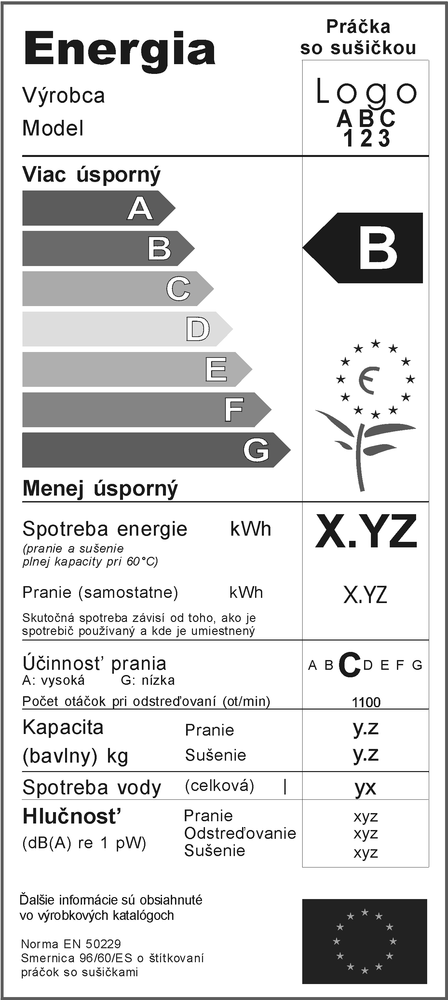 Energia
Práčka
so sušičkou
Výrobca
Model
Logo
ABC
123
Viac úsporný
A
B
C
D
E
F
G
B
Menej úsporný
Spotreba energie kWh X.YZ
(pranie a sušenie
plnej kapacity pri 60°C)
Pranie (samostatne) kWh X.YZ
Skutočná spotreba závisí od toho, ako je
spotrebič používaný a kde je umiestnený
Účinnosť prania A B C D E F G
A: vysoká G: nízka
Počet otáčok pri odstreďovaní (ot/min) 1100
Kapacita Pranie y.z
(bavlny) kg Sušenie y.z
Spotreba vody (celková) l yx
Hlučnosť Pranie xyz
Odstreďovanie xyz
(dB(A) re 1 pW)
Sušenie xyz
Ďalšie informácie sú obsiahnuté
vo výrobkových katalógoch
Norma EN 50229
Smernica 96/60/ES o štítkovaní
práčok so sušičkami